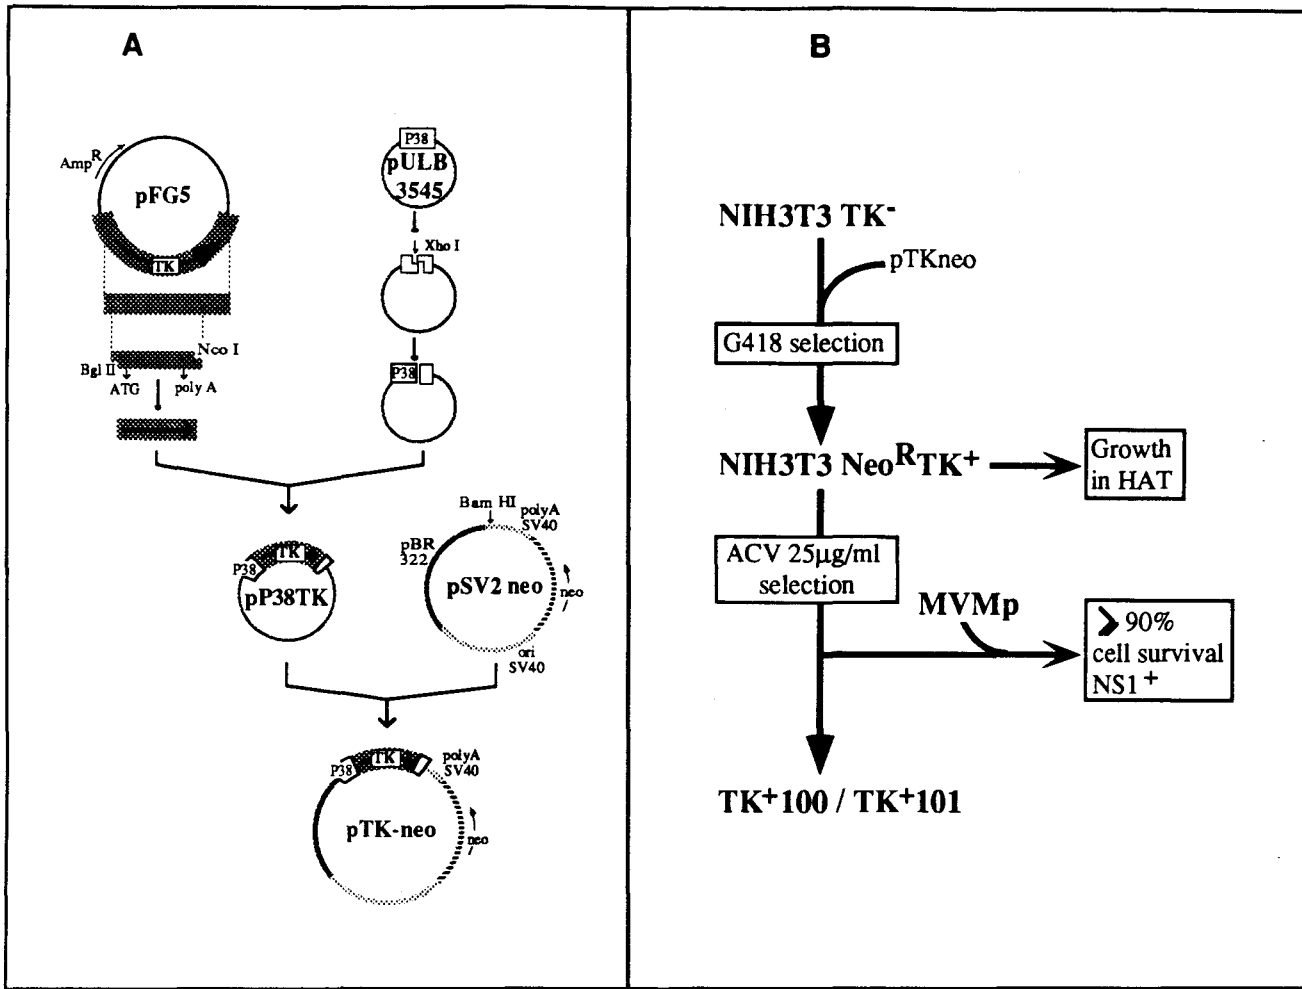 A
Amp^R
pFG5
TK
Nco I
Bgl II
ATG
poly A
P38
pULB
3545
Xho I
P38
P38
TK
pP38TK
Bam HI
polyA
SV40
pBR
322
pSV2 neo
neo
ori
SV40
P38
TK
polyA
SV40
pTK-neo
neo
B
NIH3T3 TK-
pTKneo
G418 selection
NIH3T3 Neo^R TK+
Growth
in HAT
ACV 25µg/ml
selection
MVMp
> 90%
cell survival
NS1+
TK+100 / TK+101